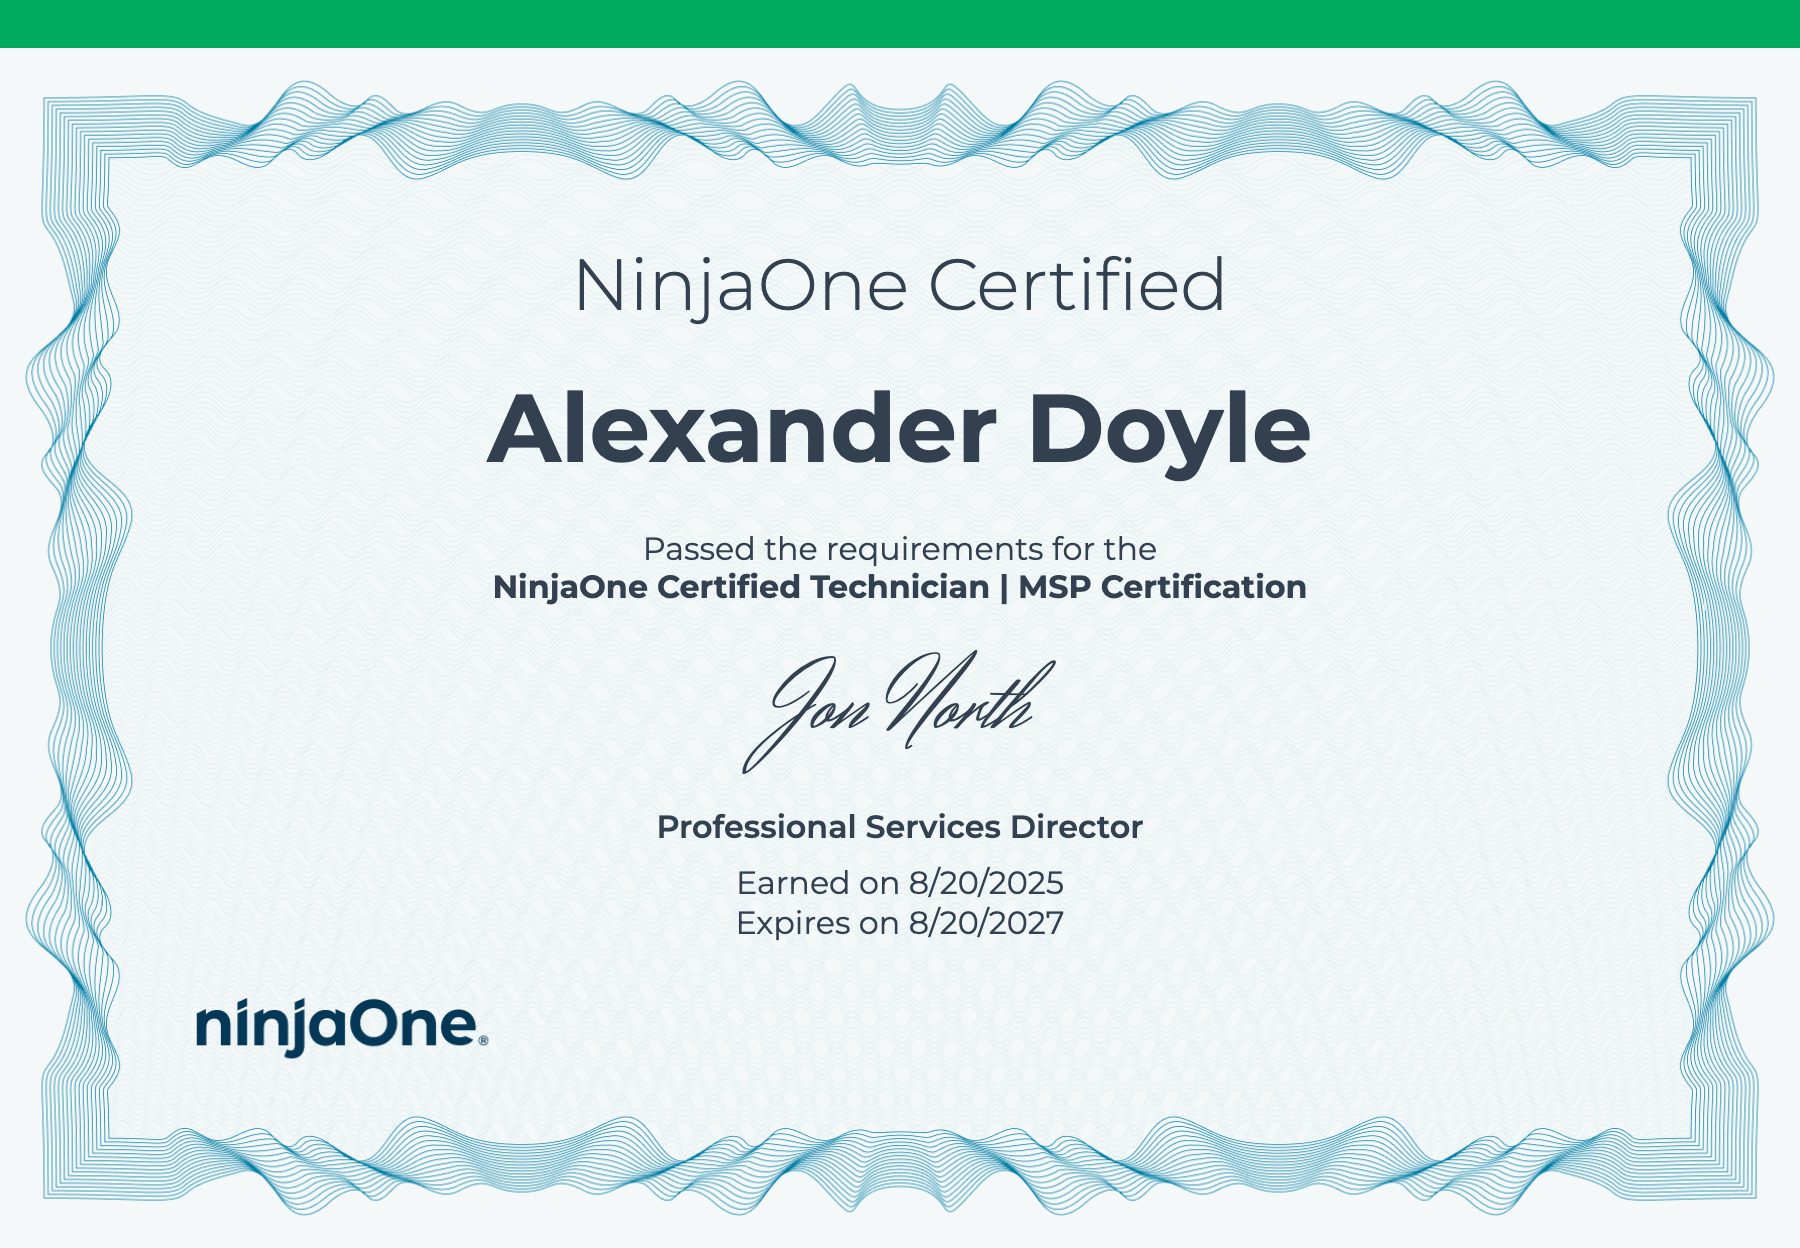 NinjaOne Certified
Alexander Doyle
Passed the requirements for the
NinjaOne Certified Technician | MSP Certification
Jon North
Professional Services Director
Earned on 8/20/2025
Expires on 8/20/2027
ninjaOne®